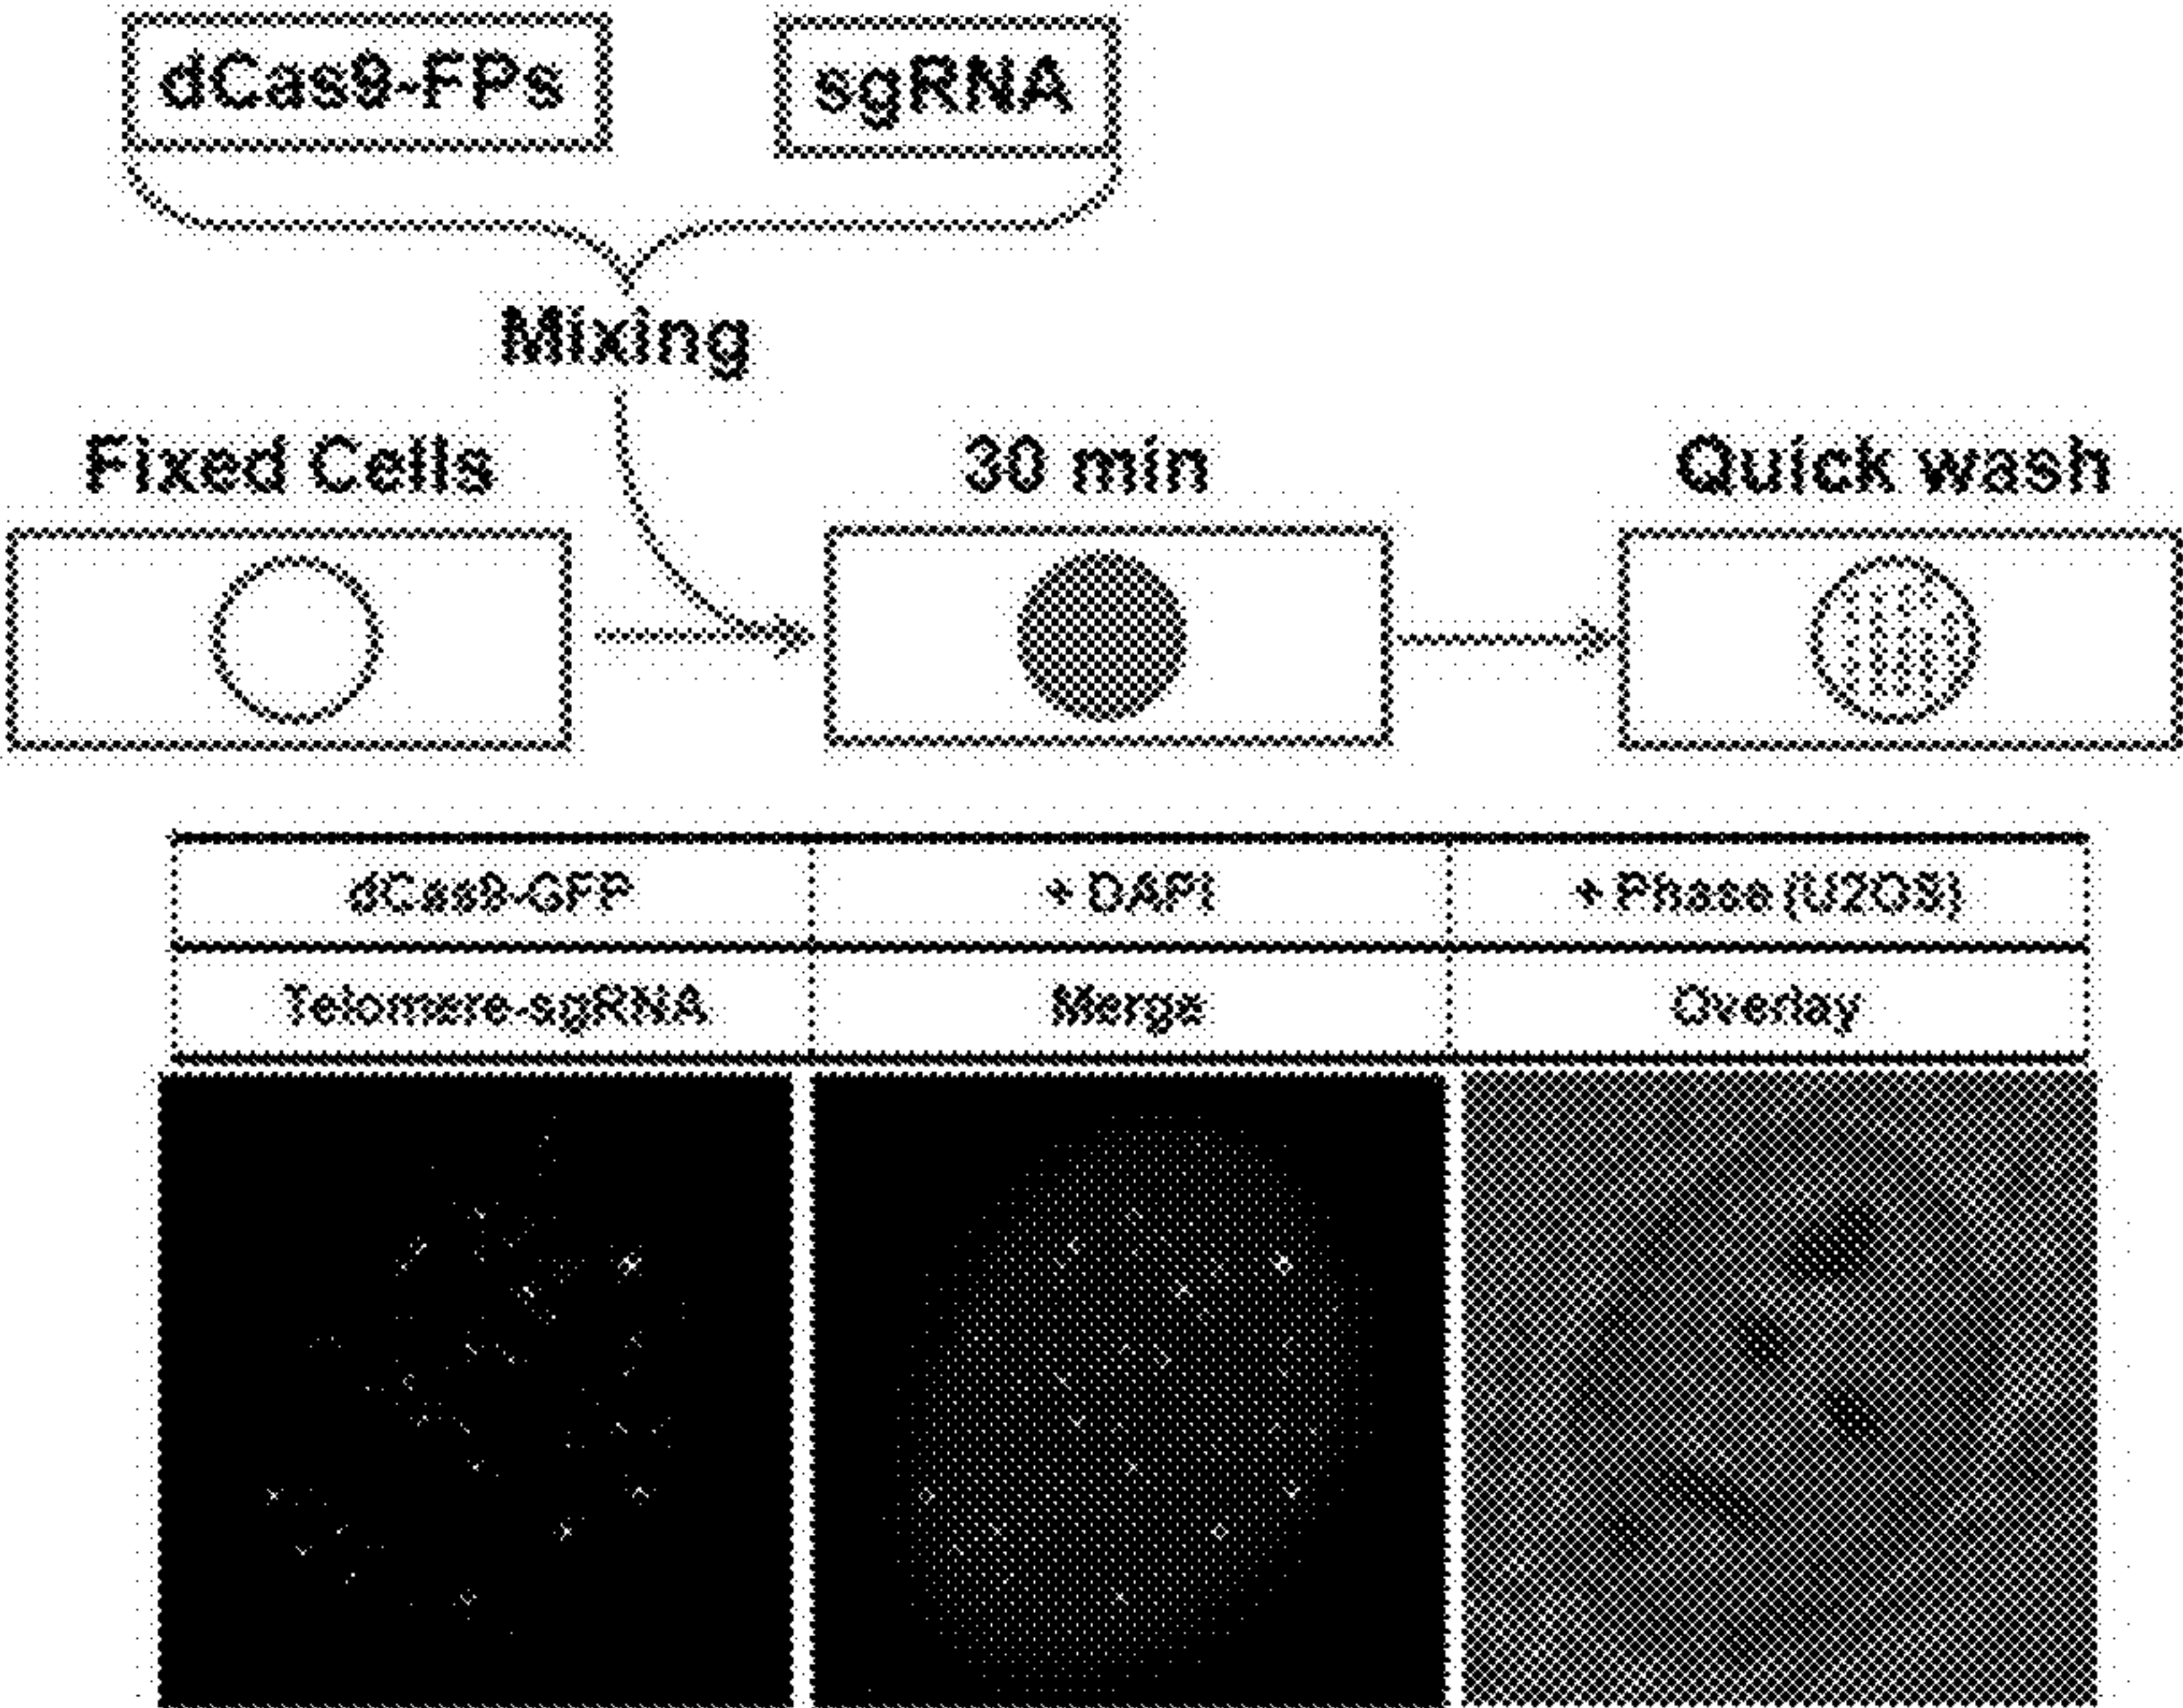 dCas9-FPs
sgRNA
Mixing
Fixed Cells
30 min
Quick wash
dCas9-GFP
+ DAPI
+ Phase (U2OS)
Telomere-sgRNA
Merge
Overlay